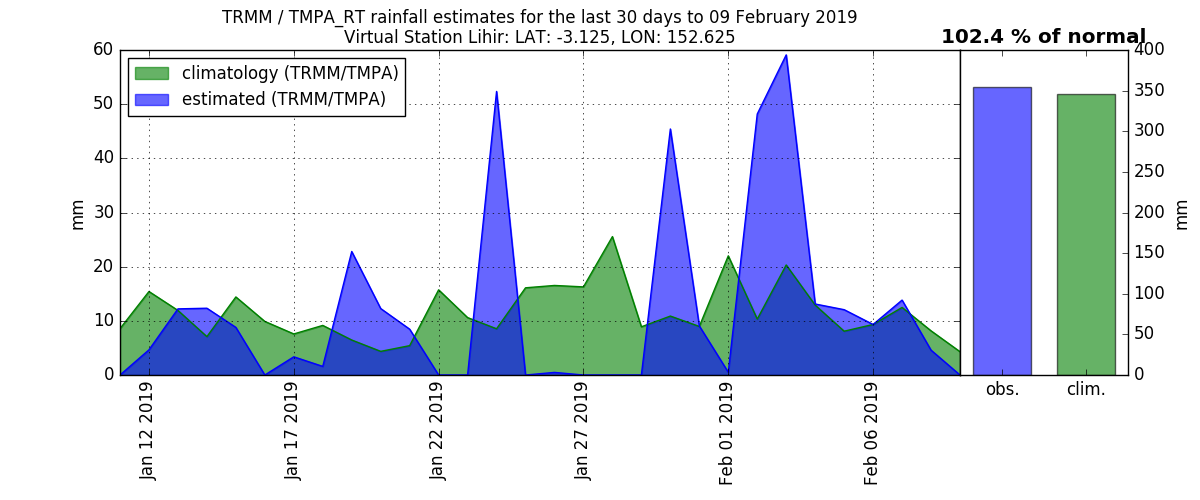 TRMM / TMPA_RT rainfall estimates for the last 30 days to 09 February 2019
Virtual Station Lihir: LAT: -3.125, LON: 152.625
102.4 % of normal
climatology (TRMM/TMPA)
estimated (TRMM/TMPA)
60
50
40
30
20
10
0
mm
Jan 12 2019
Jan 17 2019
Jan 22 2019
Jan 27 2019
Feb 01 2019
Feb 06 2019
obs.
clim.
400
350
300
250
200
150
100
50
0
mm